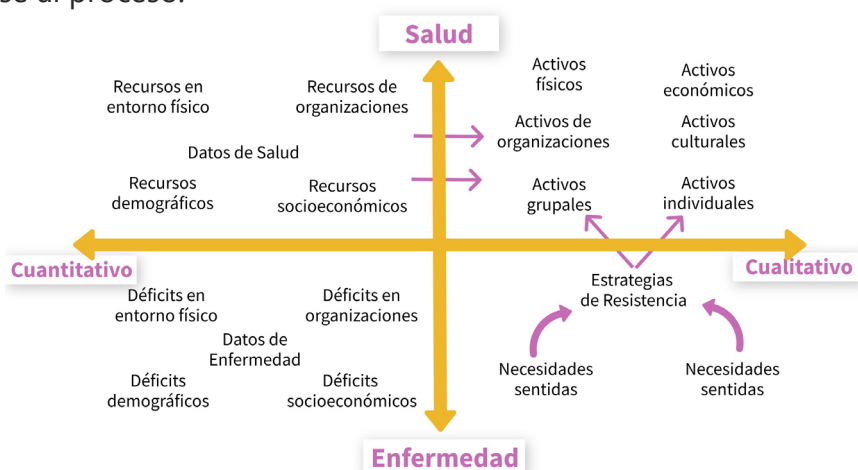 se al proceso.
Salud
Recursos en
entorno físico
Recursos de
organizaciones
Datos de Salud
Recursos
demográficos
Recursos
socioeconómicos
Activos
físicos
Activos
económicos
Activos de
organizaciones
Activos
culturales
Activos
grupales
Activos
individuales
Cuantitativo
Cualitativo
Déficits en
entorno físico
Déficits en
organizaciones
Datos de
Enfermedad
Déficits
demográficos
Déficits
socioeconómicos
Estrategias
de Resistencia
Necesidades
sentidas
Necesidades
sentidas
Enfermedad